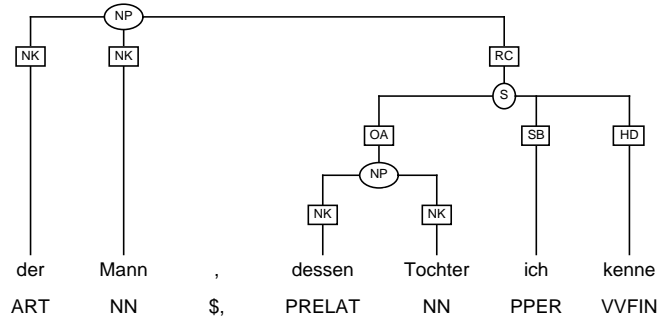 NP
NK NK RC
S
OA SB HD
NP
NK NK
der Mann , dessen Tochter ich kenne
ART NN $, PRELAT NN PPER VVFIN